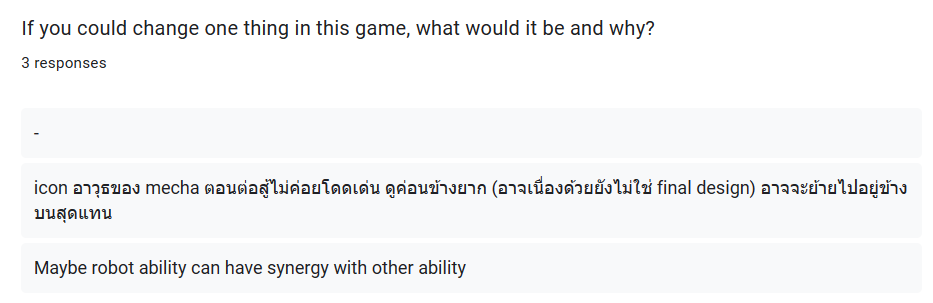 If you could change one thing in this game, what would it be and why?
3 responses
-
icon อาวุธของ mecha ตอนต่อสู้ไม่ค่อยโดดเด่น ดูค่อนข้างยาก (อาจเนื่องด้วยยังไม่ใช่ final design) อาจจะย้ายไปอยู่ข้าง
บนสุดแทน
Maybe robot ability can have synergy with other ability